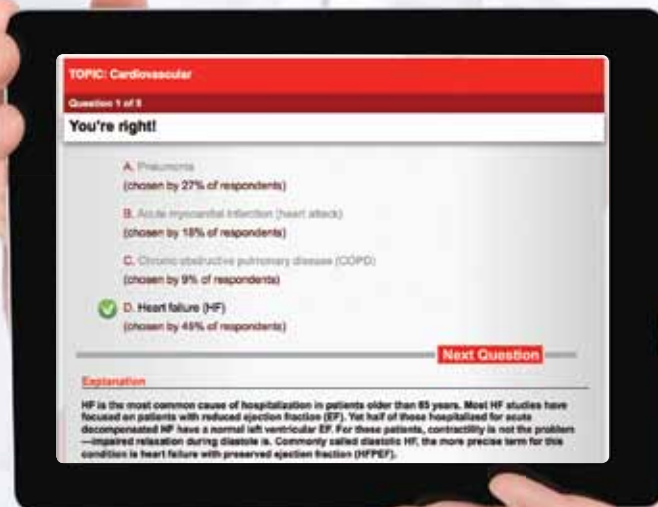 TOPIC: Cardiovascular
Question 1 of 5
You're right!
A. Pneumonia
(chosen by 27% of respondents)
B. Acute myocardial infarction (heart attack)
(chosen by 18% of respondents)
C. Chronic obstructive pulmonary disease (COPD)
(chosen by 9% of respondents)
D. Heart failure (HF)
(chosen by 45% of respondents)
Next Question
Explanation
HF is the most common cause of hospitalization in patients older than 65 years. Most HF studies have
focused on patients with reduced ejection fraction (EF). Yet half of those hospitalized for acute
decompensated HF have a normal left ventricular EF. For these patients, contractility is not the problem
—impaired relaxation during diastole is. Commonly called diastolic HF, the more precise term for this
condition is heart failure with preserved ejection fraction (HFPEF).